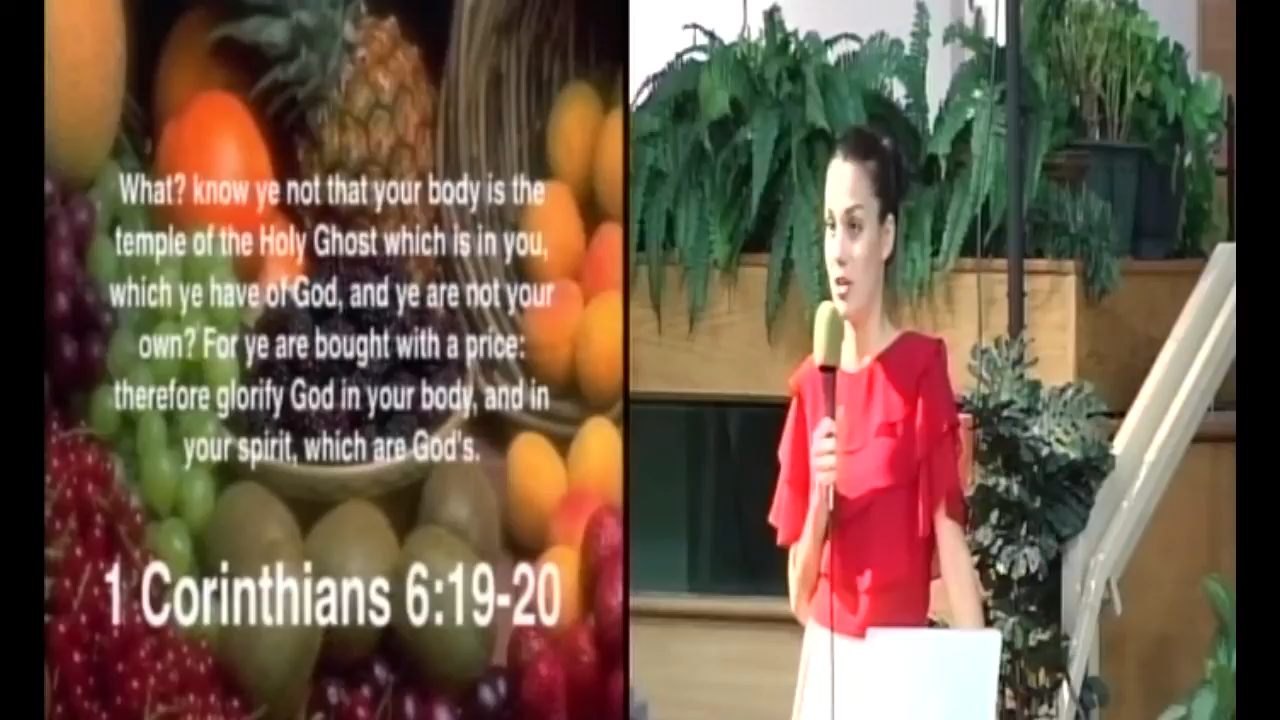 What? know ye not that your body is the
temple of the Holy Ghost which is in you,
which ye have of God, and ye are not your
own? For ye are bought with a price:
therefore glorify God in your body, and in
your spirit, which are God's.
1 Corinthians 6:19-20